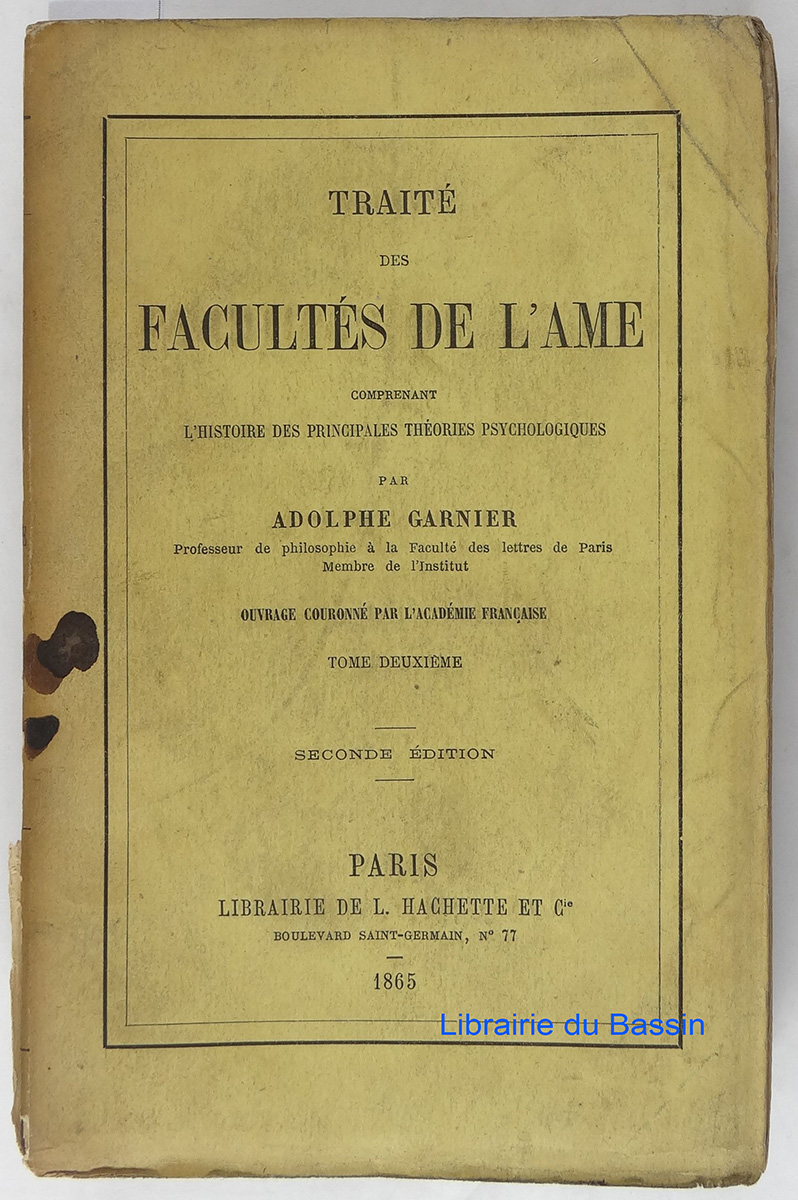 TRAITÉ
DES
FACULTÉS DE L'AME
COMPRENANT
L'HISTOIRE DES PRINCIPALES THÉORIES PSYCHOLOGIQUES
PAR
ADOLPHE GARNIER
Professeur de philosophie à la Faculté des lettres de Paris
Membre de l'Institut
OUVRAGE COURONNÉ PAR L'ACADÉMIE FRANÇAISE
TOME DEUXIÈME
SECONDE ÉDITION
PARIS
LIBRAIRIE DE L. HACHETTE ET Cie
BOULEVARD SAINT-GERMAIN, N° 77
1865
Librairie du Bassin